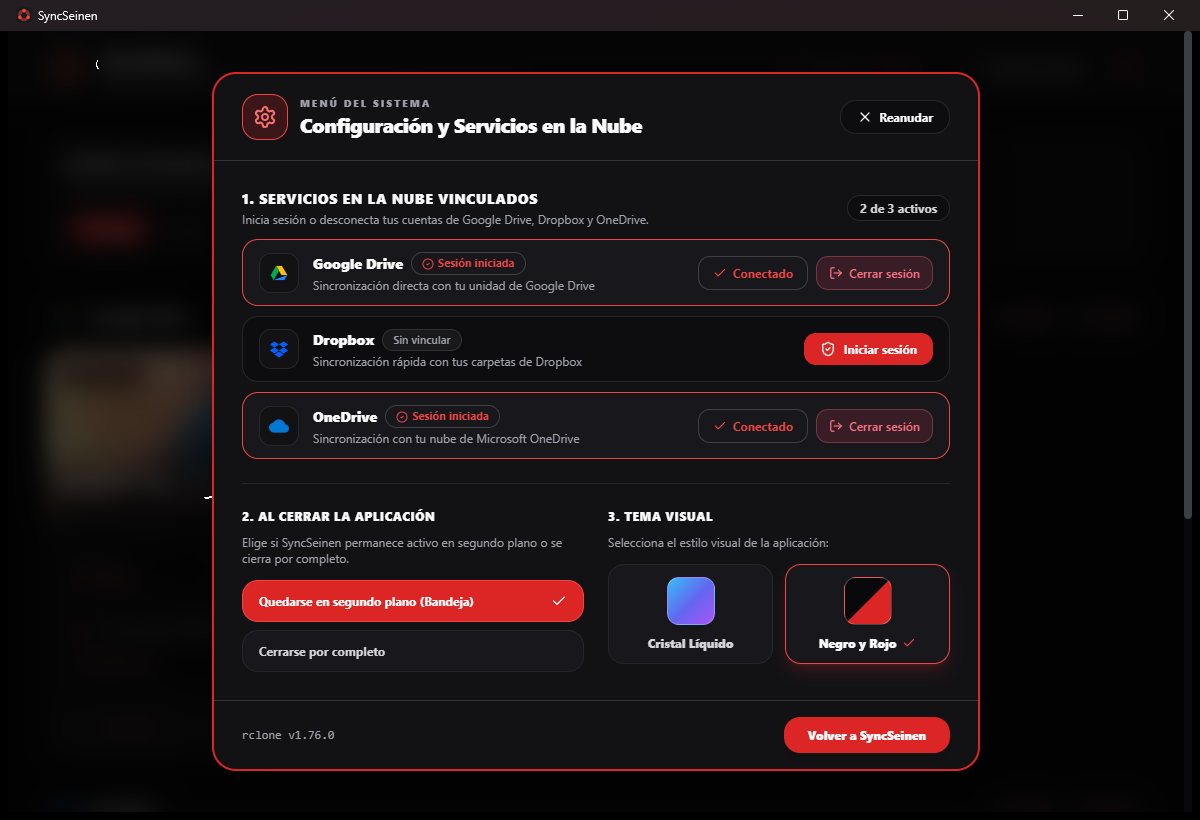 SyncSeinen
MENÚ DEL SISTEMA
Configuración y Servicios en la Nube
Reanudar
1. SERVICIOS EN LA NUBE VINCULADOS
Inicia sesión o desconecta tus cuentas de Google Drive, Dropbox y OneDrive.
2 de 3 activos
Google Drive
Sesión iniciada
Sincronización directa con tu unidad de Google Drive
Conectado
Cerrar sesión
Dropbox
Sin vincular
Sincronización rápida con tus carpetas de Dropbox
Iniciar sesión
OneDrive
Sesión iniciada
Sincronización con tu nube de Microsoft OneDrive
Conectado
Cerrar sesión
2. AL CERRAR LA APLICACIÓN
Elige si SyncSeinen permanece activo en segundo plano o se
cierra por completo.
Quedarse en segundo plano (Bandeja)
Cerrarse por completo
3. TEMA VISUAL
Selecciona el estilo visual de la aplicación:
Cristal Líquido
Negro y Rojo
rclone v1.76.0
Volver a SyncSeinen